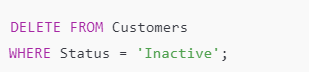 DELETE FROM Customers
WHERE Status = 'Inactive';